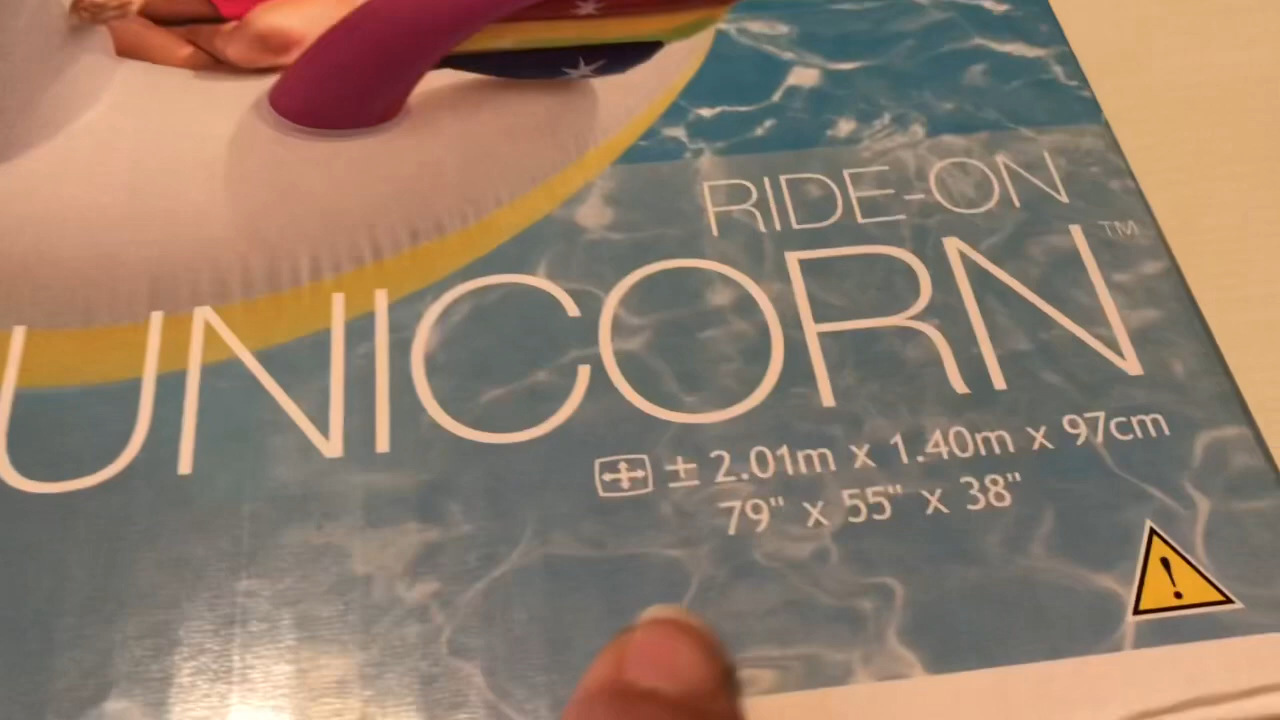 RIDE-ON
UNICORN™
± 2.01m x 1.40m x 97cm
79" x 55" x 38"
!